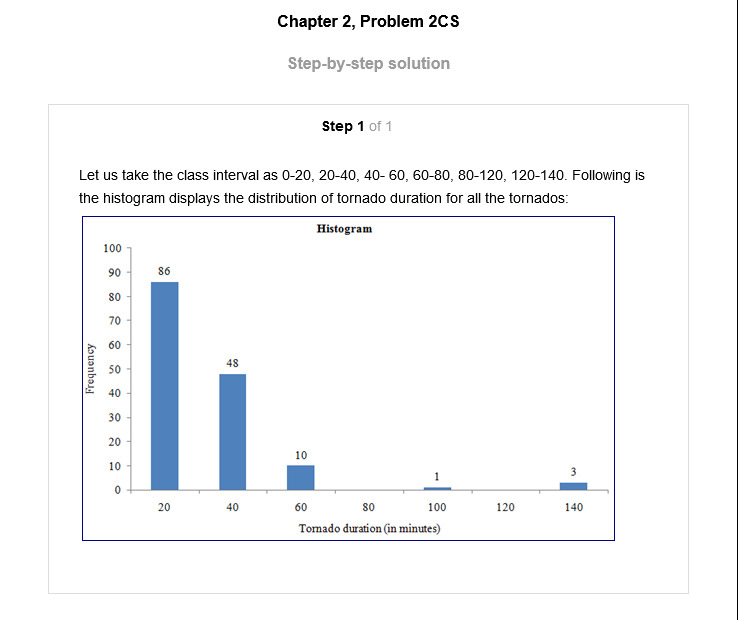 Chapter 2, Problem 2CS
Step-by-step solution
Step 1 of 1
Let us take the class interval as 0-20, 20-40, 40- 60, 60-80, 80-120, 120-140. Following is
the histogram displays the distribution of tornado duration for all the tornados:
Histogram
100
90
80
70
60
50
40
30
20
10
0
Frequency
86
48
10
1
3
20 40 60 80 100 120 140
Tornado duration (in minutes)